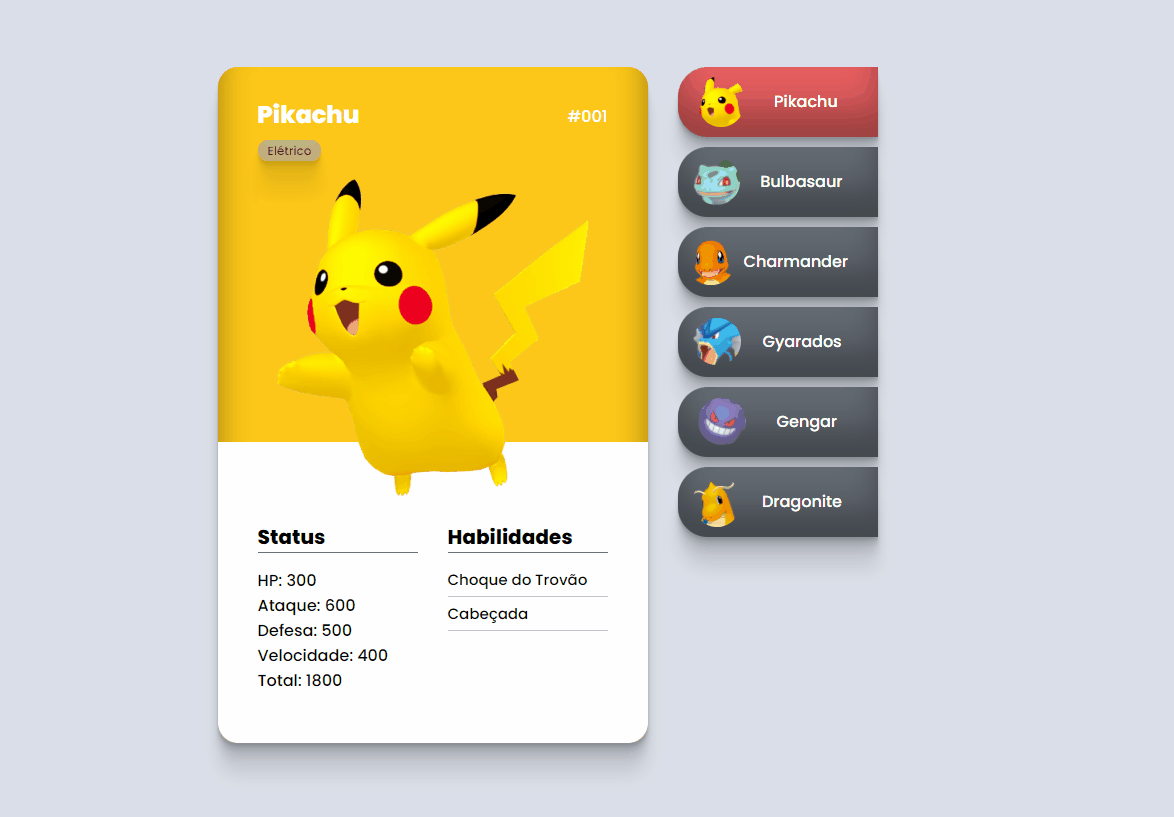 Pikachu
#001
Elétrico
Status
HP: 300
Ataque: 600
Defesa: 500
Velocidade: 400
Total: 1800
Habilidades
Choque do Trovão
Cabeçada
Pikachu
Bulbasaur
Charmander
Gyarados
Gengar
Dragonite